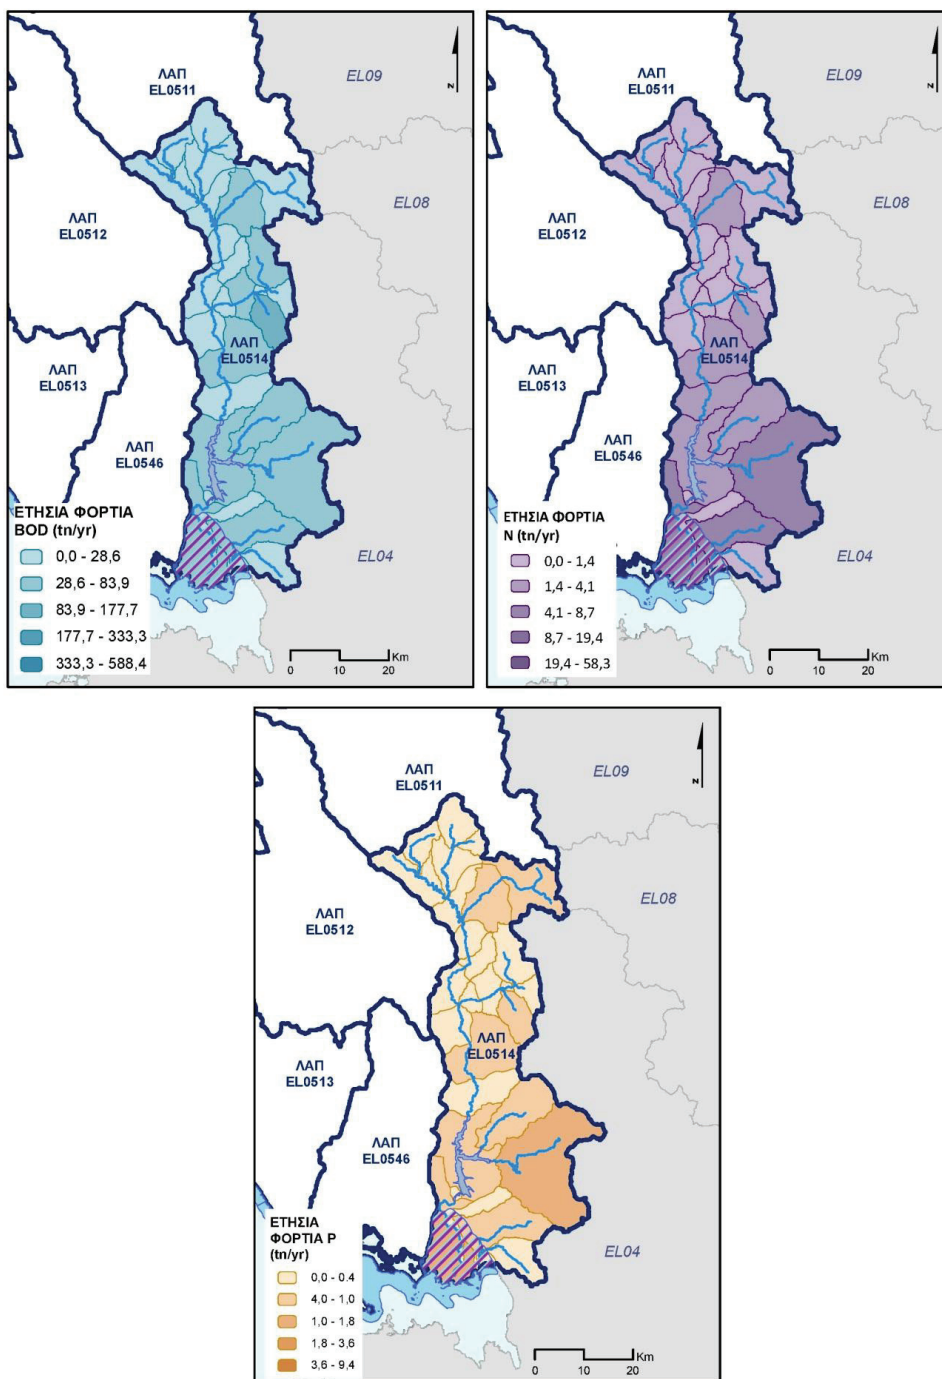 ΛΑΠ
EL0511
EL09
ΛΑΠ
EL0512
EL08
ΛΑΠ
EL0514
ΛΑΠ
EL0513
ΛΑΠ
EL0546
EL04
ΕΤΗΣΙΑ ΦΟΡΤΙΑ
BOD (tn/yr)
0,0 - 28,6
28,6 - 83,9
83,9 - 177,7
177,7 - 333,3
333,3 - 588,4
Km
0 10 20
N
ΛΑΠ
EL0511
EL09
ΛΑΠ
EL0512
EL08
ΛΑΠ
EL0514
ΛΑΠ
EL0513
ΛΑΠ
EL0546
EL04
ΕΤΗΣΙΑ ΦΟΡΤΙΑ
N (tn/yr)
0,0 - 1,4
1,4 - 4,1
4,1 - 8,7
8,7 - 19,4
19,4 - 58,3
Km
0 10 20
N
ΛΑΠ
EL0511
EL09
ΛΑΠ
EL0512
EL08
ΛΑΠ
EL0514
ΛΑΠ
EL0513
ΛΑΠ
EL0546
EL04
ΕΤΗΣΙΑ
ΦΟΡΤΙΑ P
(tn/yr)
0,0 - 0.4
4,0 - 1,0
1,0 - 1,8
1,8 - 3,6
3,6 - 9,4
Km
0 10 20
N